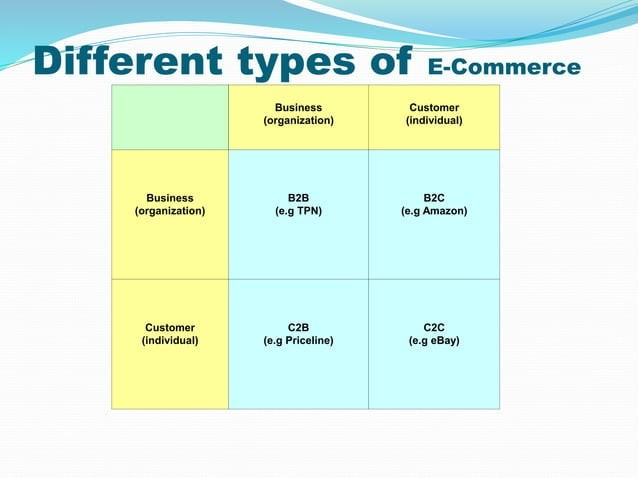 Different types of E-Commerce
Business Customer
(organization) (individual)
Business B2B B2C
(organization) (e.g TPN) (e.g Amazon)
Customer C2B C2C
(individual) (e.g Priceline) (e.g eBay)